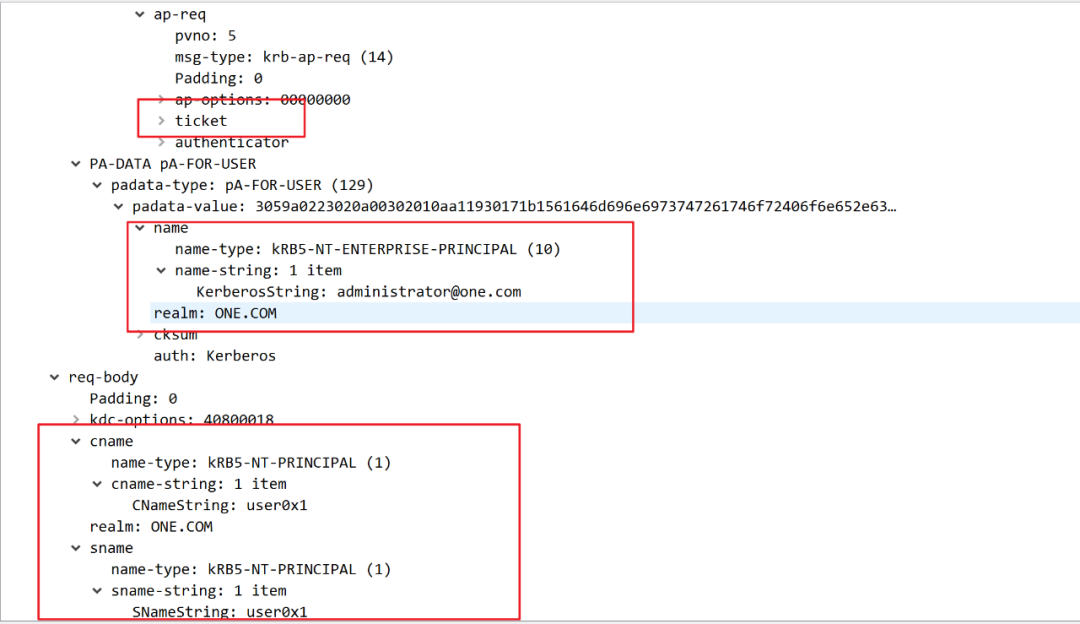 ap-req
pvno: 5
msg-type: krb-ap-req (14)
Padding: 0
ap-options: 00000000
ticket
authenticator
PA-DATA pA-FOR-USER
padata-type: pA-FOR-USER (129)
padata-value: 3059a0223020a00302010aa11930171b1561646d696e6973747261746f72406f6e652e63…
name
name-type: kRB5-NT-ENTERPRISE-PRINCIPAL (10)
name-string: 1 item
KerberosString: administrator@one.com
realm: ONE.COM
cksum
auth: Kerberos
req-body
Padding: 0
kdc-options: 40800018
cname
name-type: kRB5-NT-PRINCIPAL (1)
cname-string: 1 item
CNameString: user0x1
realm: ONE.COM
sname
name-type: kRB5-NT-PRINCIPAL (1)
sname-string: 1 item
SNameString: user0x1